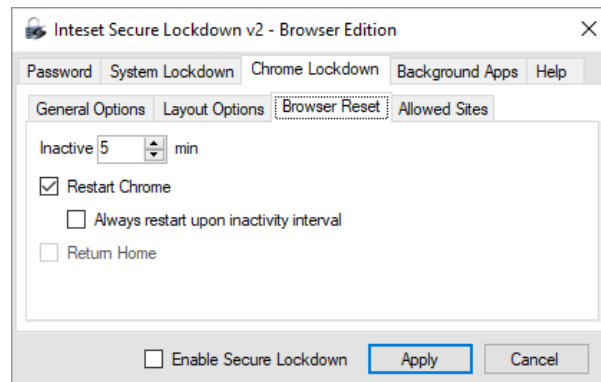 Inteset Secure Lockdown v2 - Browser Edition
Password System Lockdown Chrome Lockdown Background Apps Help
General Options Layout Options Browser Reset Allowed Sites
Inactive 5 min
Restart Chrome
Always restart upon inactivity interval
Return Home
Enable Secure Lockdown Apply Cancel